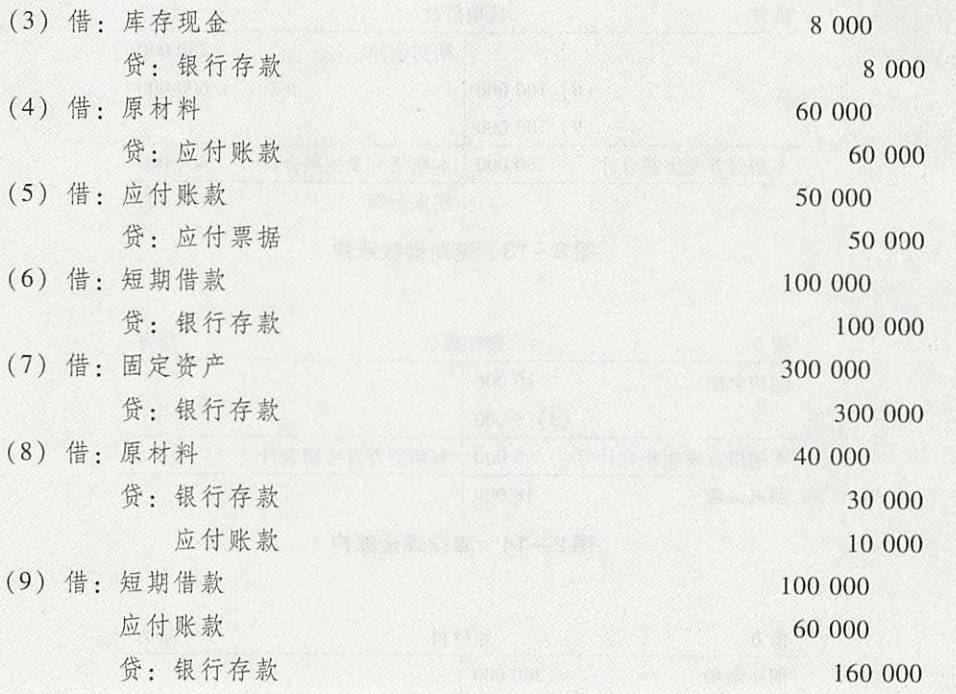 (3) 借：库存现金 8 000
贷：银行存款 8 000
(4) 借：原材料 60 000
贷：应付账款 60 000
(5) 借：应付账款 50 000
贷：应付票据 50 000
(6) 借：短期借款 100 000
贷：银行存款 100 000
(7) 借：固定资产 300 000
贷：银行存款 300 000
(8) 借：原材料 40 000
贷：银行存款 30 000
应付账款 10 000
(9) 借：短期借款 100 000
应付账款 60 000
贷：银行存款 160 000